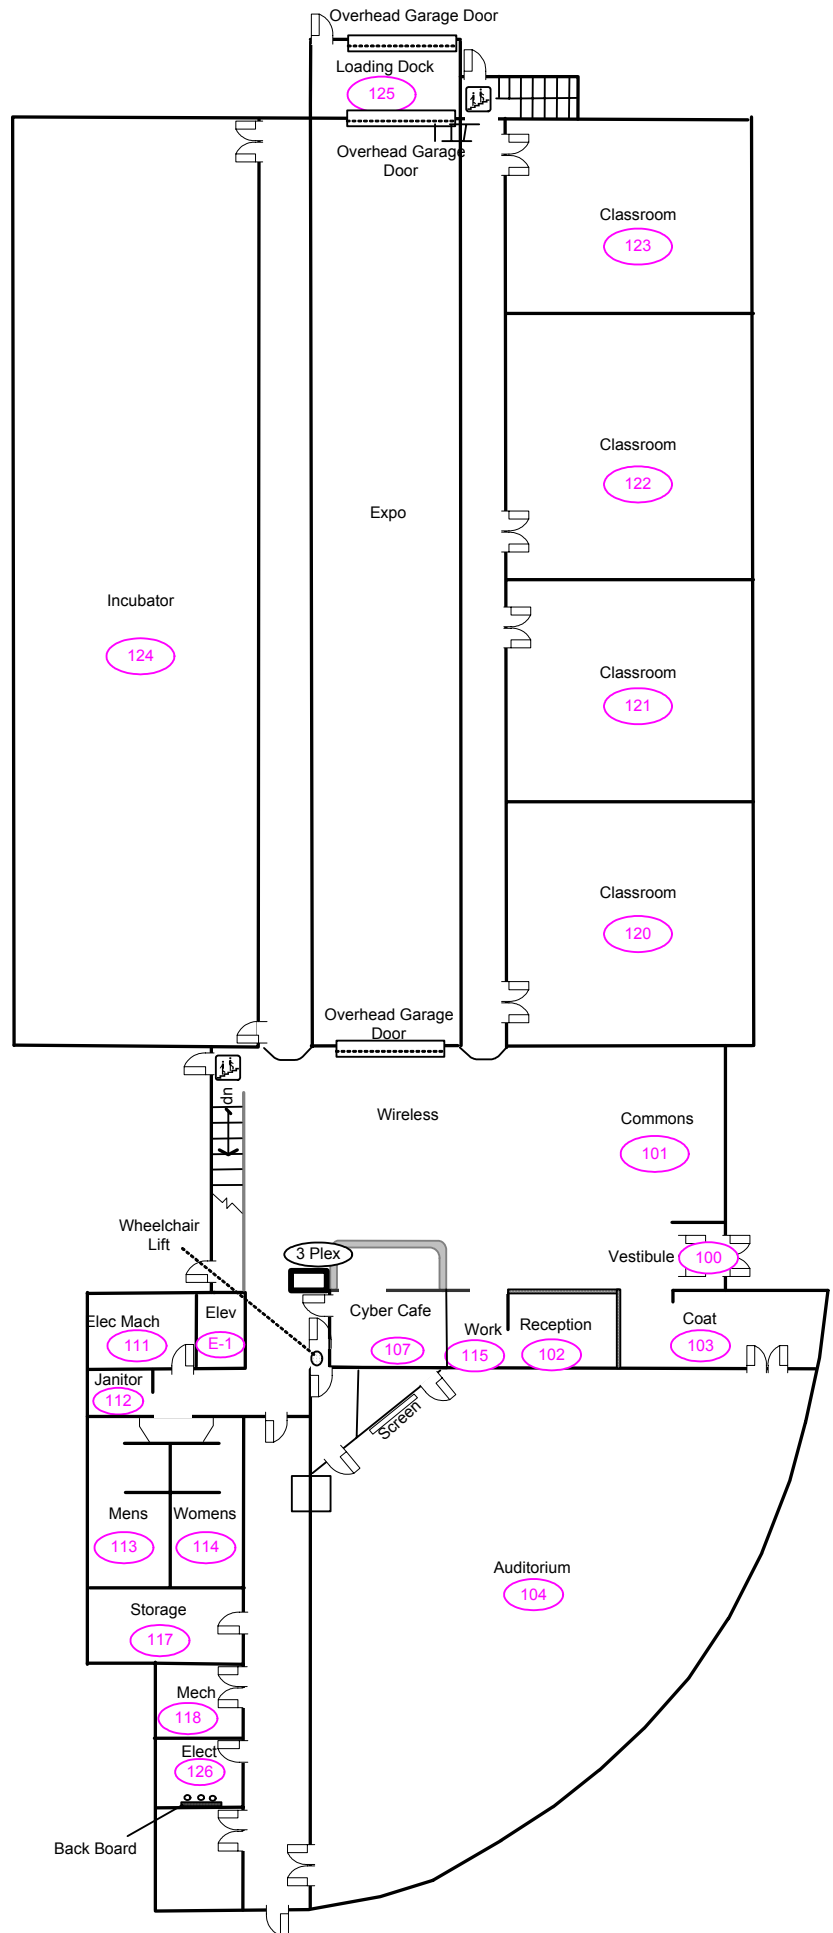 Overhead Garage Door
Loading Dock
125
Overhead Garage
Door
Classroom
123
Classroom
122
Expo
Incubator
124
Classroom
121
Classroom
120
Overhead Garage
Door
dn
Wireless
Commons
101
Wheelchair
Lift
3 Plex
Vestibule
100
Elec Mach
111
Elev
E-1
Cyber Cafe
107
Work
115
Reception
102
Coat
103
Janitor
112
Screen
Mens
113
Womens
114
Auditorium
104
Storage
117
Mech
118
Elect
126
Back Board